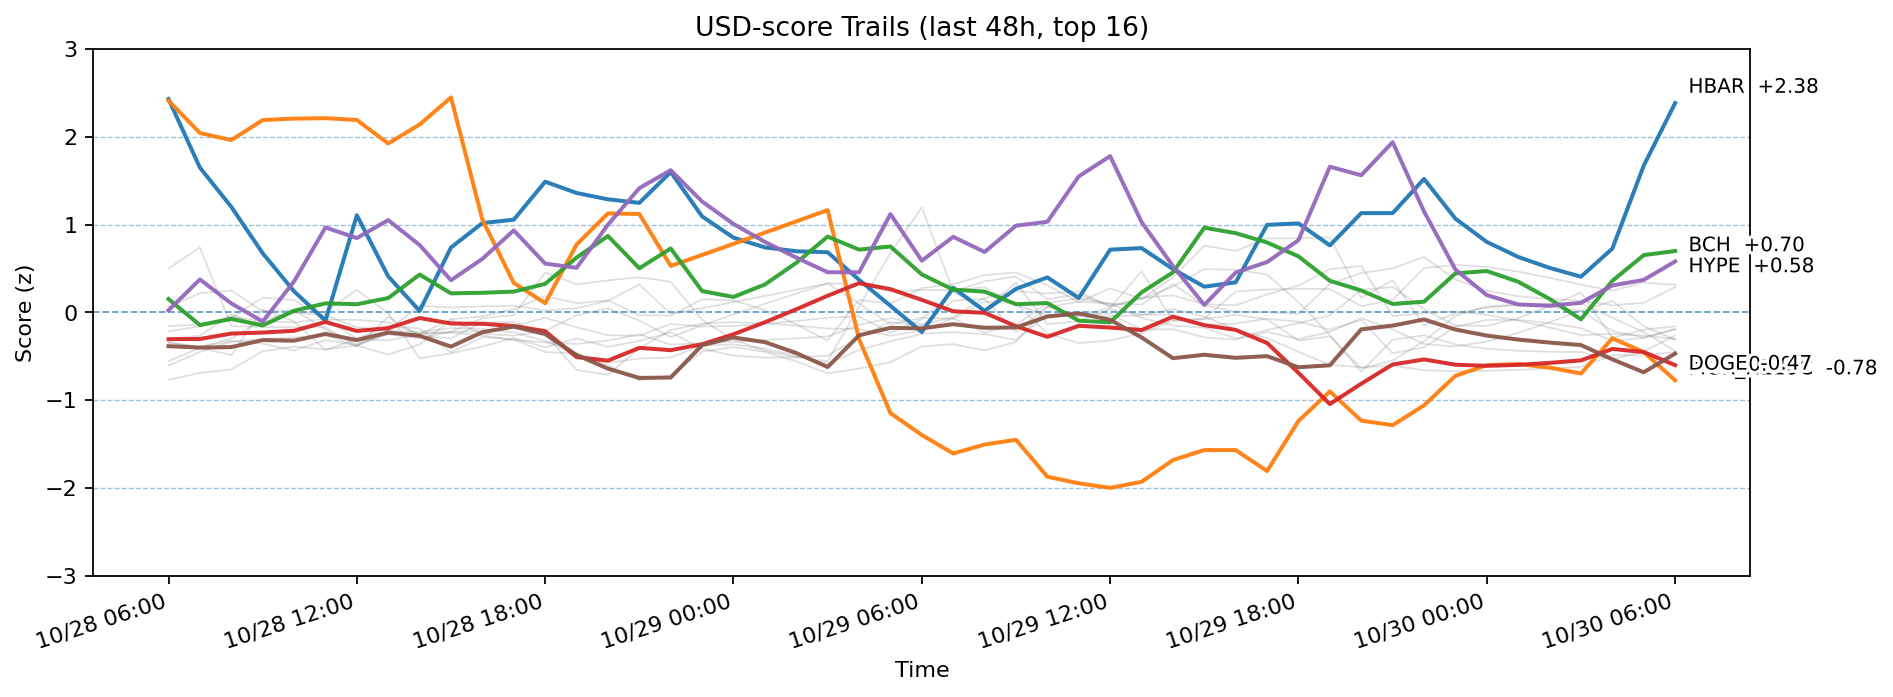 USD-score Trails (last 48h, top 16)
Score (z)
3
2
1
0
−1
−2
−3
HBAR +2.38
BCH +0.70
HYPE +0.58
DOGE -0.47
-0.78
10/28 06:00
10/28 12:00
10/28 18:00
10/29 00:00
10/29 06:00
10/29 12:00
10/29 18:00
10/30 00:00
10/30 06:00
Time